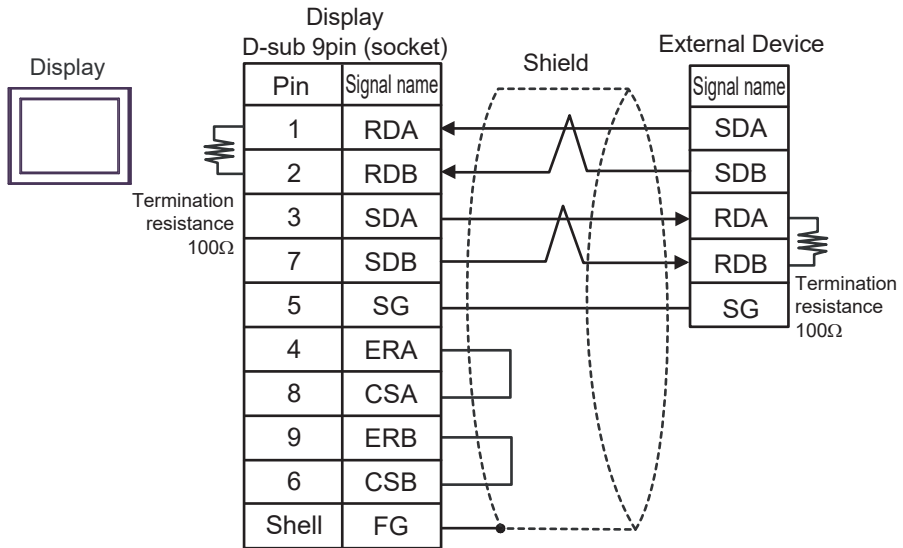 Display
D-sub 9pin (socket)
Display
Shield
External Device
Pin Signal name
Signal name
1 RDA
SDA
2 RDB
SDB
Termination
resistance
100Ω
3 SDA
RDA
7 SDB
RDB
Termination
resistance
100Ω
5 SG
SG
4 ERA
8 CSA
9 ERB
6 CSB
Shell FG